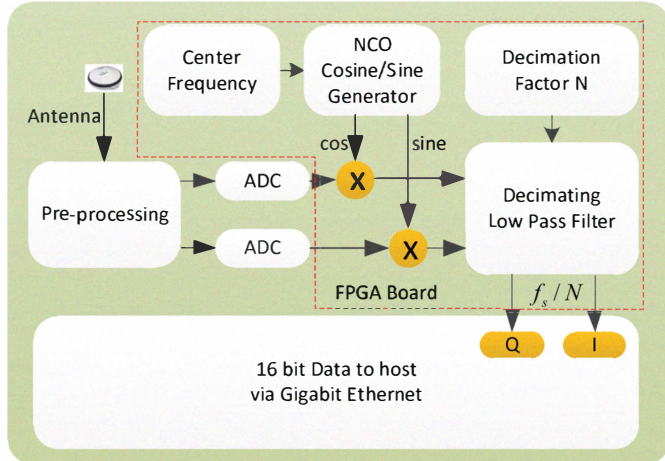 Center
Frequency
NCO
Cosine/Sine
Generator
Decimation
Factor N
Antenna
cos
sine
Pre-processing
ADC
X
Decimating
Low Pass Filter
ADC
X
FPGA Board
f_s / N
Q
I
16 bit Data to host
via Gigabit Ethernet